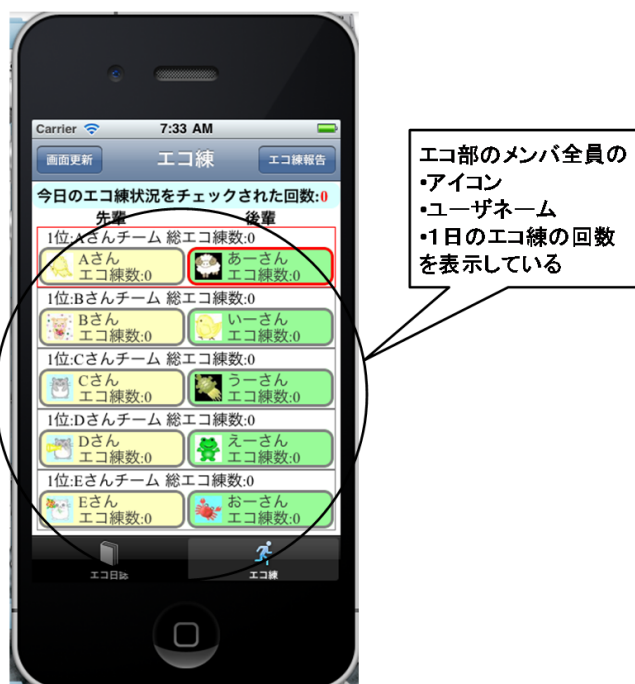 Carrier 7:33 AM
画面更新 エコ練 エコ練報告
今日のエコ練状況をチェックされた回数:0
先輩 後輩
1位:Aさんチーム 総エコ練数:0
Aさん あーさん
エコ練数:0 エコ練数:0
1位:Bさんチーム 総エコ練数:0
Bさん いーさん
エコ練数:0 エコ練数:0
1位:Cさんチーム 総エコ練数:0
Cさん うーさん
エコ練数:0 エコ練数:0
1位:Dさんチーム 総エコ練数:0
Dさん えーさん
エコ練数:0 エコ練数:0
1位:Eさんチーム 総エコ練数:0
Eさん おーさん
エコ練数:0 エコ練数:0
エコ日誌 エコ練
エコ部のメンバ全員の
・アイコン
・ユーザネーム
・1日のエコ練の回数
を表示している